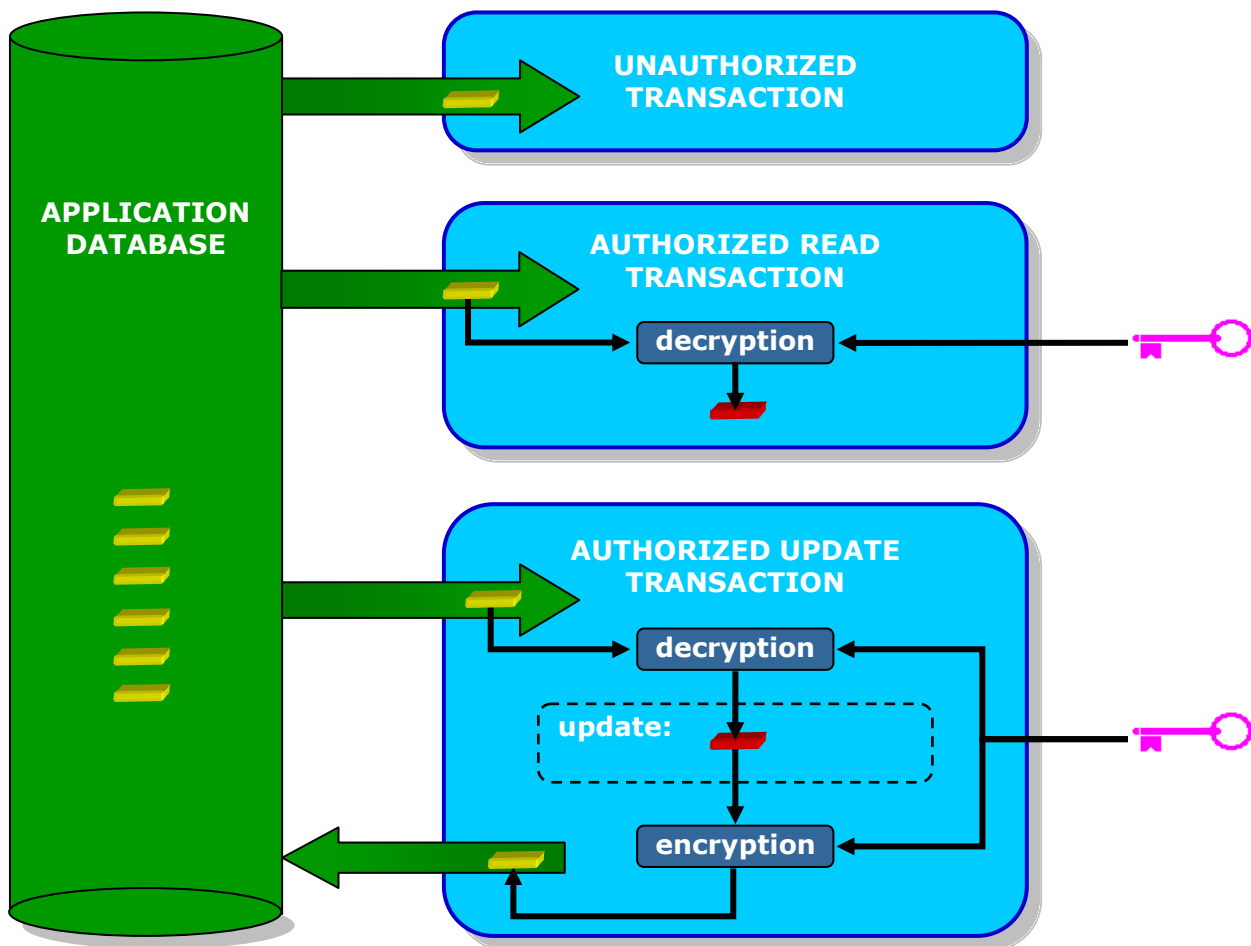 UNAUTHORIZED
TRANSACTION
APPLICATION
DATABASE
AUTHORIZED READ
TRANSACTION
decryption
AUTHORIZED UPDATE
TRANSACTION
decryption
update:
encryption